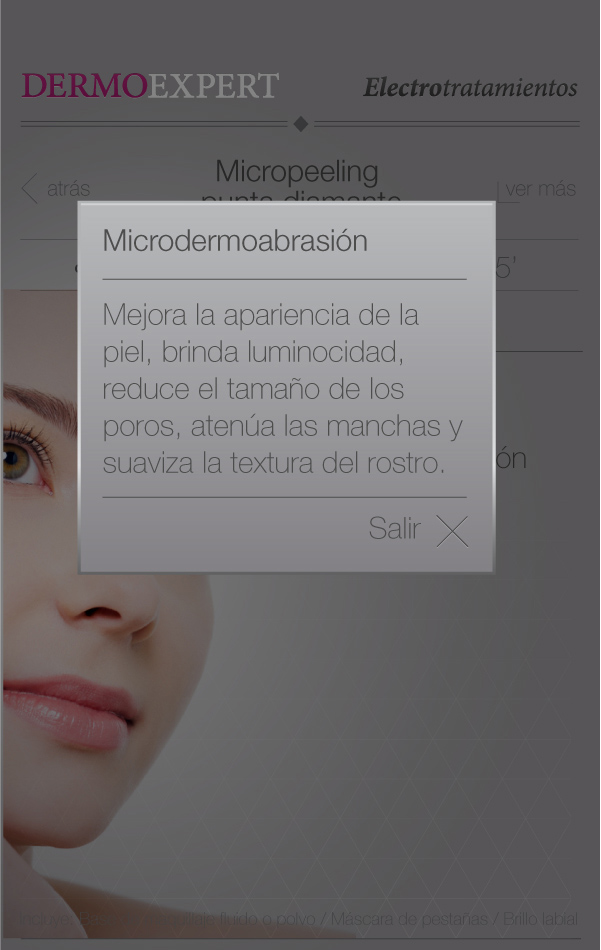 DERMOEXPERT
Electrotratamientos
atrás
Micropeeling
punta diamante
ver más
5’
Microdermoabrasión
Mejora la apariencia de la
piel, brinda luminocidad,
reduce el tamaño de los
poros, atenúa las manchas y
suaviza la textura del rostro.
ón
Salir
fluido o polvo / Máscara de pestañas / Brillo labial